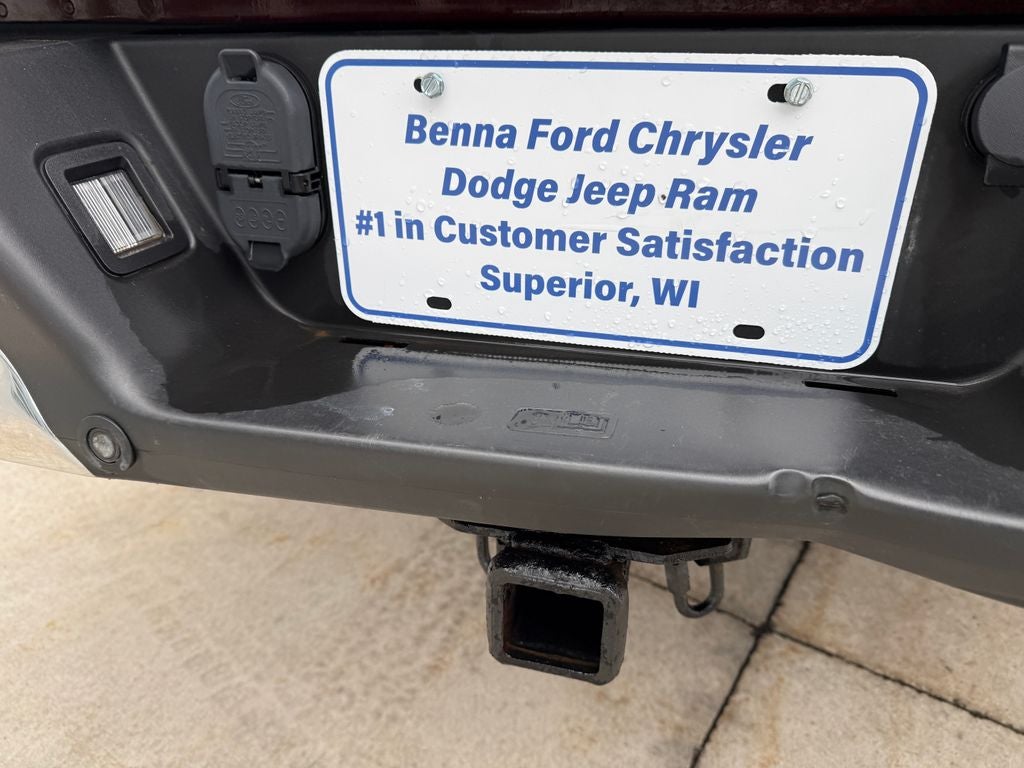 Benna Ford Chrysler
Dodge Jeep Ram
#1 in Customer Satisfaction
Superior, WI